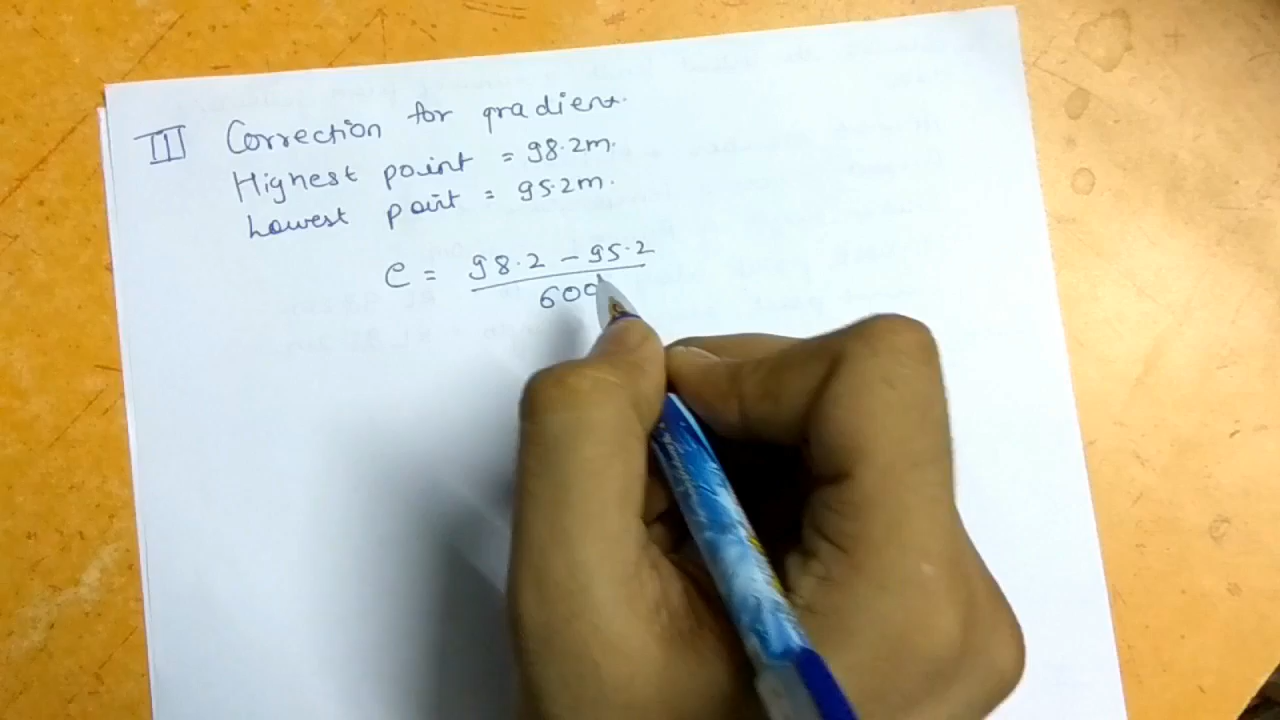 III Correction for gradient.
Highest point = 98.2m.
Lowest point = 95.2m.
e = 98.2 - 95.2
600